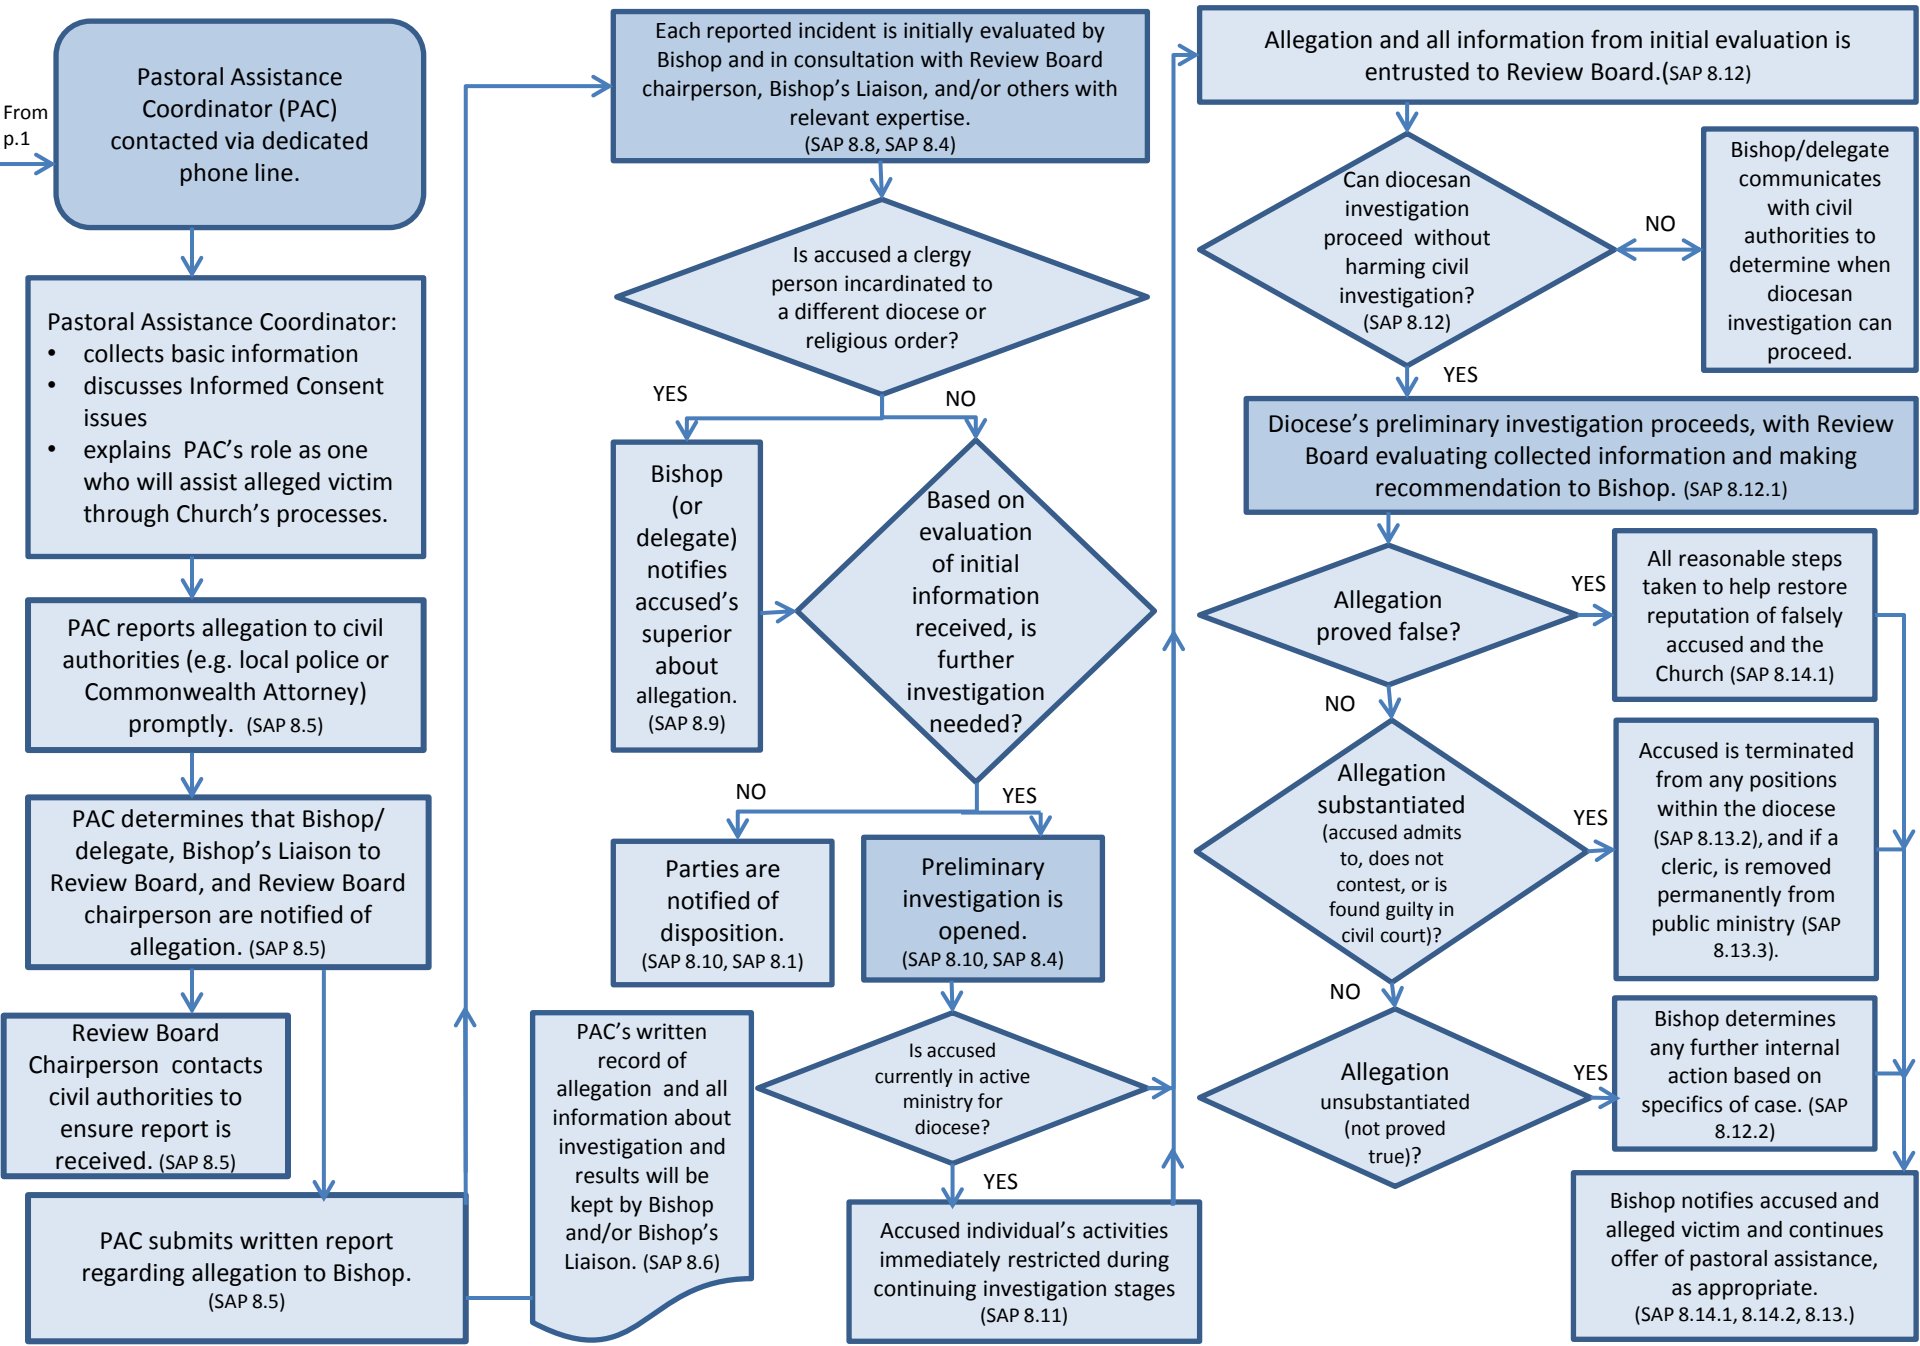 From
p.1
Pastoral Assistance
Coordinator (PAC)
contacted via dedicated
phone line.
Pastoral Assistance Coordinator:
• collects basic information
• discusses Informed Consent
issues
• explains PAC's role as one
who will assist alleged victim
through Church's processes.
PAC reports allegation to civil
authorities (e.g. local police or
Commonwealth Attorney)
promptly. (SAP 8.5)
PAC determines that Bishop/
delegate, Bishop's Liaison to
Review Board, and Review Board
chairperson are notified of
allegation. (SAP 8.5)
Review Board
Chairperson contacts
civil authorities to
ensure report is
received. (SAP 8.5)
PAC submits written report
regarding allegation to Bishop.
(SAP 8.5)
PAC's written
record of
allegation and all
information about
investigation and
results will be
kept by Bishop
and/or Bishop's
Liaison. (SAP 8.6)
Each reported incident is initially evaluated by
Bishop and in consultation with Review Board
chairperson, Bishop's Liaison, and/or others with
relevant expertise.
(SAP 8.8, SAP 8.4)
Is accused a clergy
person incardinated to
a different diocese or
religious order?
YES
NO
Bishop
(or
delegate)
notifies
accused's
superior
about
allegation.
(SAP 8.9)
Based on
evaluation
of initial
information
received, is
further
investigation
needed?
NO
YES
Parties are
notified of
disposition.
(SAP 8.10, SAP 8.1)
Preliminary
investigation is
opened.
(SAP 8.10, SAP 8.4)
Is accused
currently in active
ministry for
diocese?
YES
Accused individual's activities
immediately restricted during
continuing investigation stages
(SAP 8.11)
Allegation and all information from initial evaluation is
entrusted to Review Board.(SAP 8.12)
Can diocesan
investigation
proceed without
harming civil
investigation?
(SAP 8.12)
NO
Bishop/delegate
communicates
with civil
authorities to
determine when
diocesan
investigation can
proceed.
YES
Diocese's preliminary investigation proceeds, with Review
Board evaluating collected information and making
recommendation to Bishop. (SAP 8.12.1)
Allegation
proved false?
YES
All reasonable steps
taken to help restore
reputation of falsely
accused and the
Church (SAP 8.14.1)
NO
Allegation
substantiated
(accused admits
to, does not
contest, or is
found guilty in
civil court)?
YES
Accused is terminated
from any positions
within the diocese
(SAP 8.13.2), and if a
cleric, is removed
permanently from
public ministry (SAP
8.13.3).
NO
Allegation
unsubstantiated
(not proved
true)?
YES
Bishop determines
any further internal
action based on
specifics of case. (SAP
8.12.2)
Bishop notifies accused and
alleged victim and continues
offer of pastoral assistance,
as appropriate.
(SAP 8.14.1, 8.14.2, 8.13.)